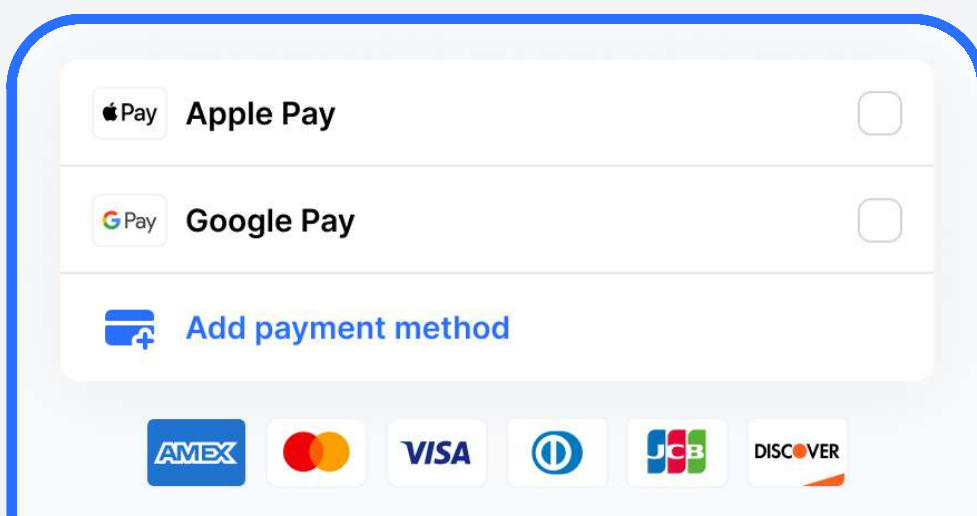 Pay Apple Pay
G Pay Google Pay
Add payment method
AMEX VISA JCB DISCOVER